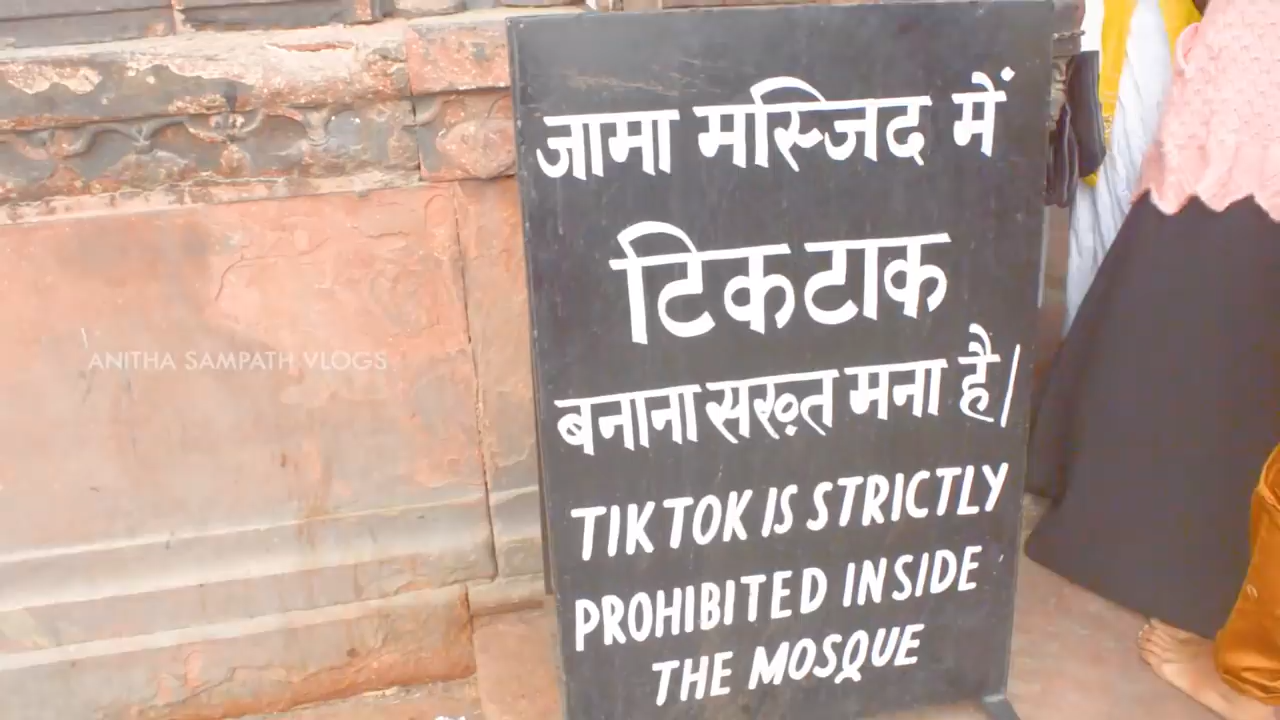 जामा मस्जिद में
टिकटाक
बनाना सख़्त मना है।
TIK TOK IS STRICTLY
PROHIBITED INSIDE
THE MOSQUE
ANITHA SAMPATH VLOGS